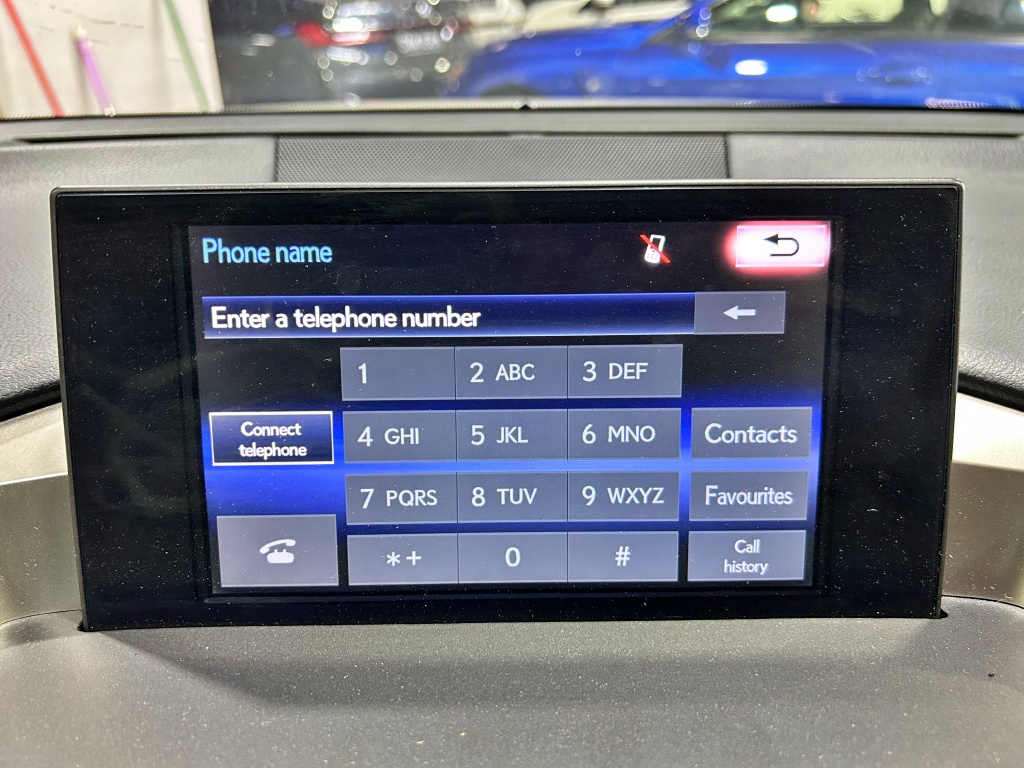 Phone name
Enter a telephone number
1
2 ABC
3 DEF
Connect
telephone
4 GHI
5 JKL
6 MNO
Contacts
7 PQRS
8 TUV
9 WXYZ
Favourites
*+
0
#
Call
history